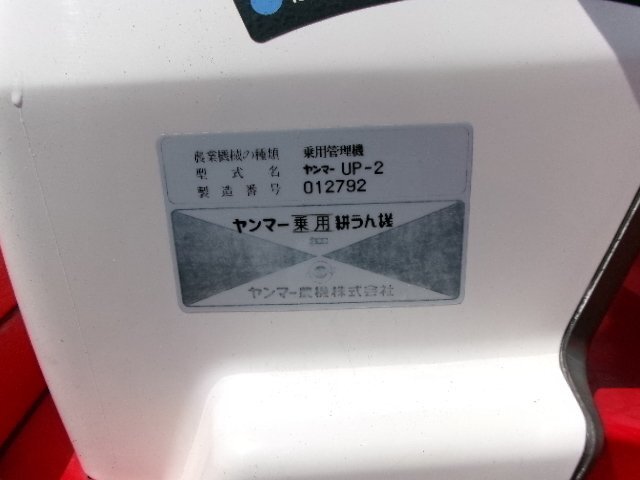 農業機械の種類 乗用管理機
型式名 ヤンマー UP-2
製造番号 012792
ヤンマー乗用耕うん機
ヤンマー農機株式会社